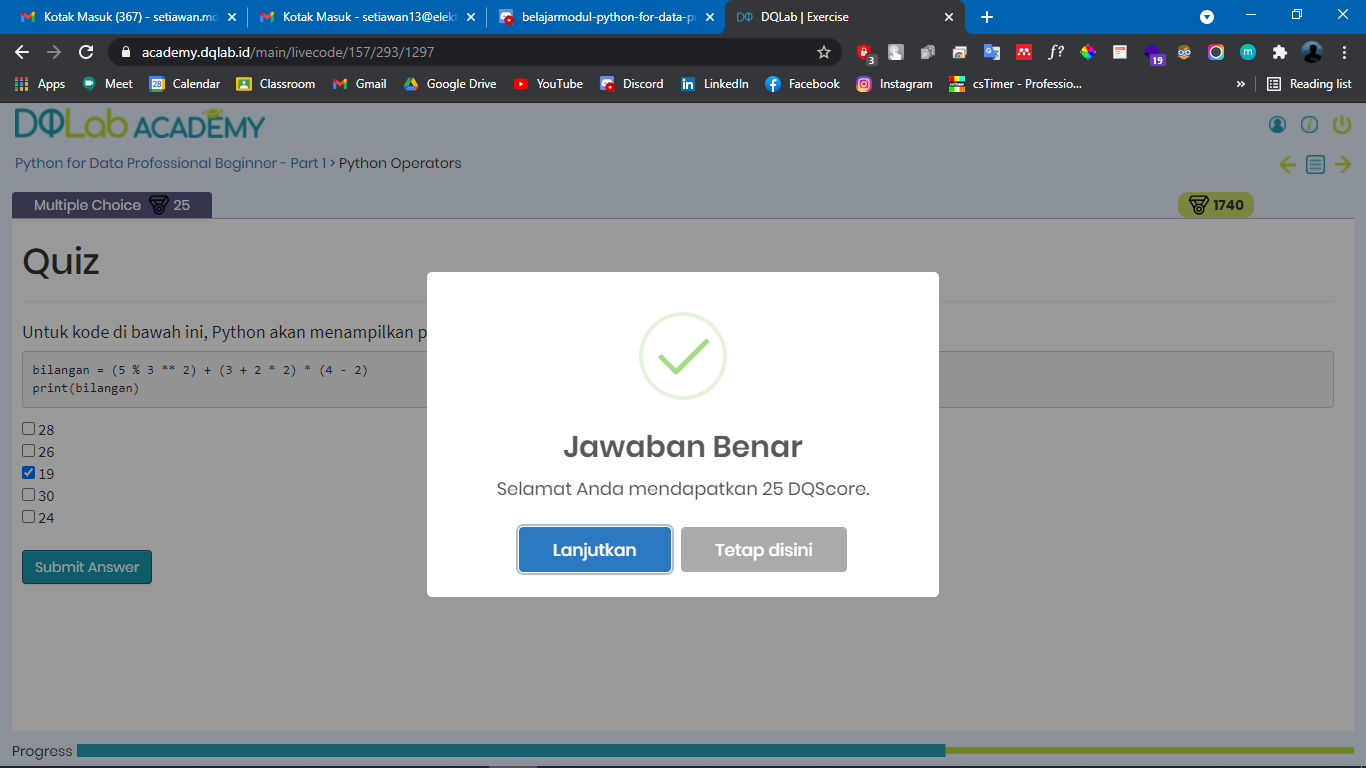 Kotak Masuk (367) - setiawan.mo
Kotak Masuk - setiawan13@elekt
belajarmodul-python-for-data-p
DQLab | Exercise
academy.dqlab.id/main/livecode/157/293/1297
3
f?
19
Apps
Meet
28
Calendar
Classroom
Gmail
Google Drive
YouTube
Discord
LinkedIn
Facebook
Instagram
csTimer - Professio...
»
Reading list
DQLab ACADEMY
Python for Data Professional Beginner - Part 1 > Python Operators
Multiple Choice 25
1740
Quiz
Untuk kode di bawah ini, Python akan menampilkan p
bilangan = (5 % 3 ** 2) + (3 + 2 * 2) * (4 - 2)
print(bilangan)
28
26
19
30
24
Submit Answer
Jawaban Benar
Selamat Anda mendapatkan 25 DQScore.
Lanjutkan
Tetap disini
Progress